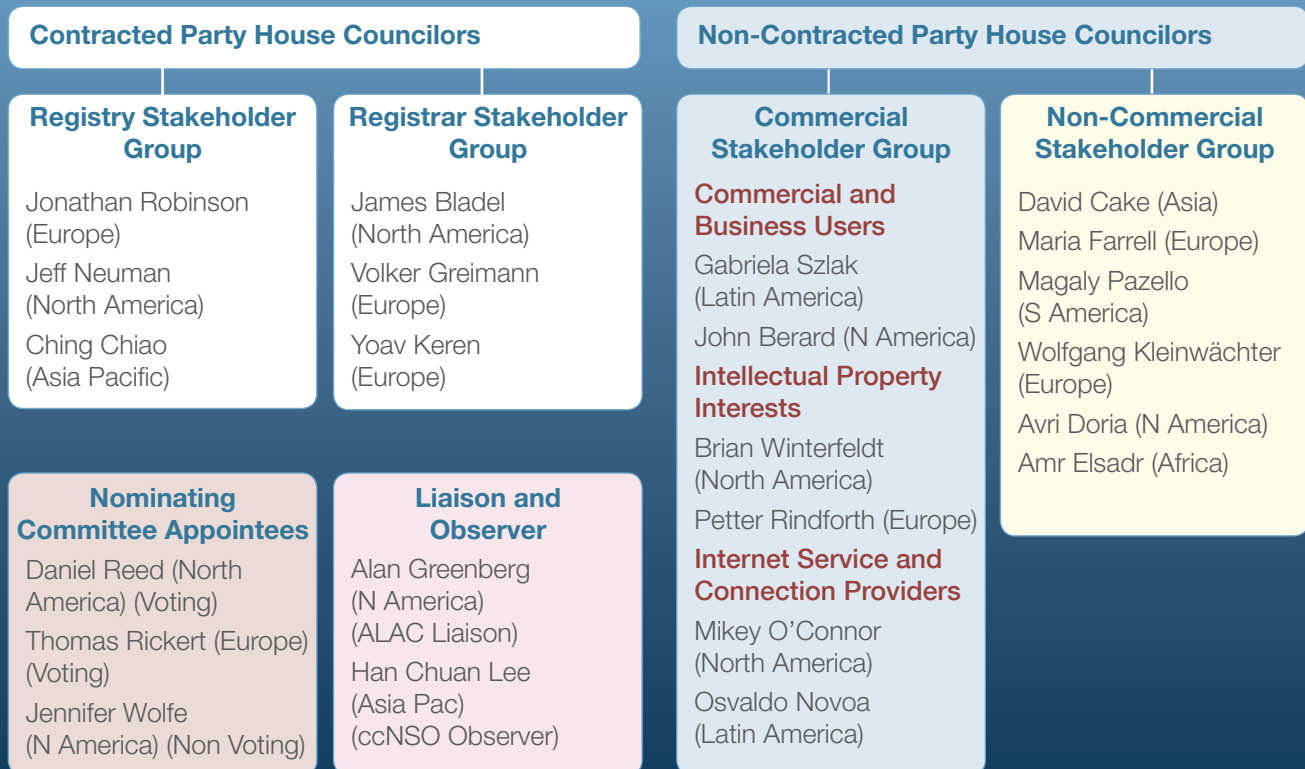 Contracted Party House Councilors
Registry Stakeholder
Group
Jonathan Robinson
(Europe)
Jeff Neuman
(North America)
Ching Chiao
(Asia Pacific)
Registrar Stakeholder
Group
James Bladel
(North America)
Volker Greimann
(Europe)
Yoav Keren
(Europe)
Nominating
Committee Appointees
Daniel Reed (North
America) (Voting)
Thomas Rickert (Europe)
(Voting)
Jennifer Wolfe
(N America) (Non Voting)
Liaison and
Observer
Alan Greenberg
(N America)
(ALAC Liaison)
Han Chuan Lee
(Asia Pac)
(ccNSO Observer)
Non-Contracted Party House Councilors
Commercial
Stakeholder Group
Commercial and
Business Users
Gabriela Szlak
(Latin America)
John Berard (N America)
Intellectual Property
Interests
Brian Winterfeldt
(North America)
Petter Rindforth (Europe)
Internet Service and
Connection Providers
Mikey O’Connor
(North America)
Osvaldo Novoa
(Latin America)
Non-Commercial
Stakeholder Group
David Cake (Asia)
Maria Farrell (Europe)
Magaly Pazello
(S America)
Wolfgang Kleinwächter
(Europe)
Avri Doria (N America)
Amr Elsadr (Africa)